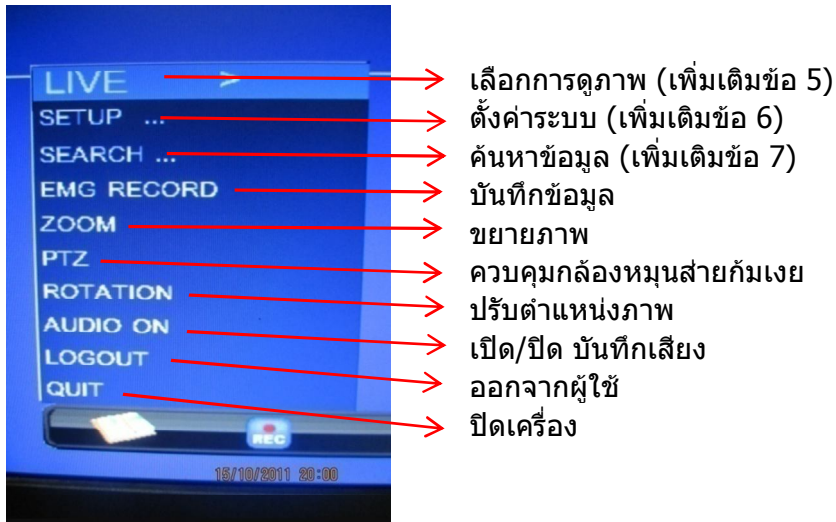 LIVE > เลือกการดูภาพ (เพิ่มเติมข้อ 5)
SETUP ... ตั้งค่าระบบ (เพิ่มเติมข้อ 6)
SEARCH ... ค้นหาข้อมูล (เพิ่มเติมข้อ 7)
EMG RECORD บันทึกข้อมูล
ZOOM ขยายภาพ
PTZ ควบคุมกล้องหมุนส่ายก้มเงย
ROTATION ปรับตำแหน่งภาพ
AUDIO ON เปิด/ปิด บันทึกเสียง
LOGOUT ออกจากผู้ใช้
QUIT ปิดเครื่อง
REC
15/10/2011 20:00